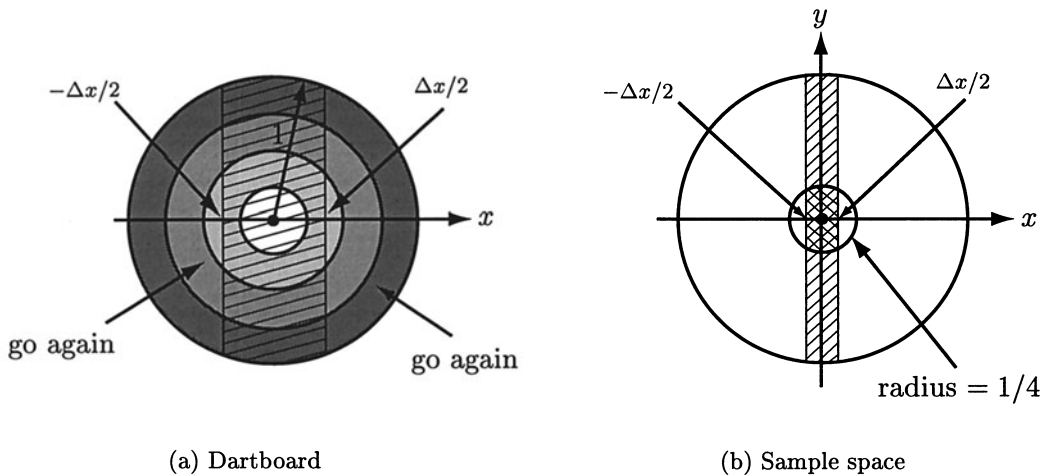 −Δx/2
Δx/2
1
x
go again
go again
(a) Dartboard
y
−Δx/2
Δx/2
x
radius = 1/4
(b) Sample space